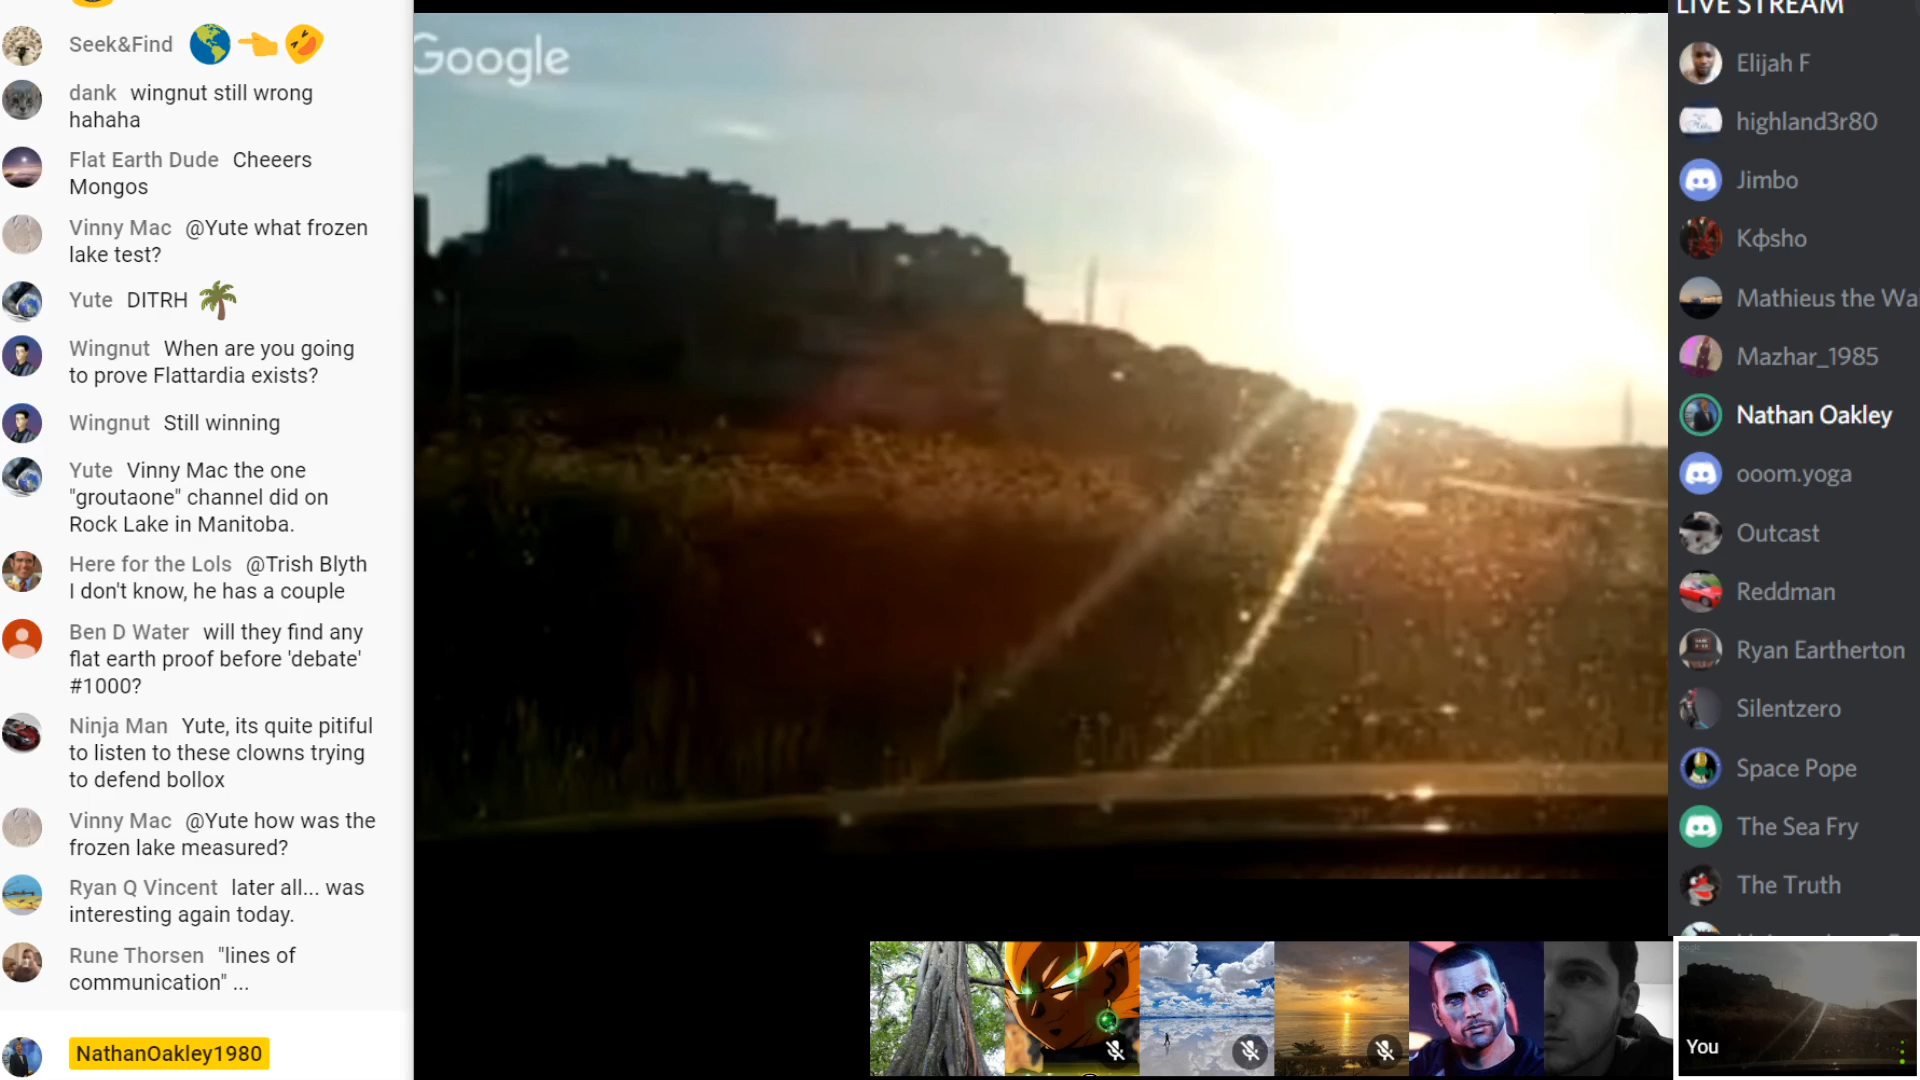 Seek&Find
dank wingnut still wrong
hahaha
Flat Earth Dude Cheeers
Mongos
Vinny Mac @Yute what frozen
lake test?
Yute DITRH
Wingnut When are you going
to prove Flattardia exists?
Wingnut Still winning
Yute Vinny Mac the one
"groutaone" channel did on
Rock Lake in Manitoba.
Here for the Lols @Trish Blyth
I don't know, he has a couple
Ben D Water will they find any
flat earth proof before 'debate'
#1000?
Ninja Man Yute, its quite pitiful
to listen to these clowns trying
to defend bollox
Vinny Mac @Yute how was the
frozen lake measured?
Ryan Q Vincent later all... was
interesting again today.
Rune Thorsen "lines of
communication" ...
NathanOakley1980
Google
You
LIVE STREAM
Elijah F
highland3r80
Jimbo
Kфsho
Mathieus the Wa
Mazhar_1985
Nathan Oakley
ooom.yoga
Outcast
Reddman
Ryan Eartherton
Silentzero
Space Pope
The Sea Fry
The Truth